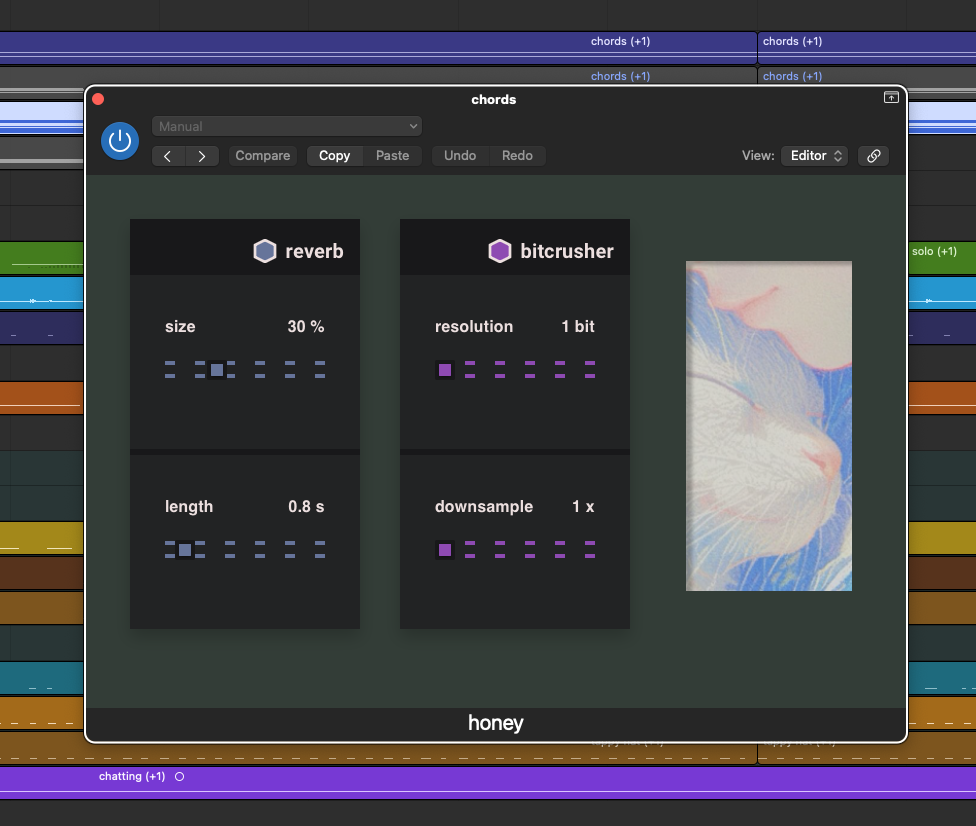 chords (+1)
chords (+1)
chords (+1)
chords (+1)
chords
Manual
Compare
Copy
Paste
Undo
Redo
View:
Editor
reverb
bitcrusher
solo (+1)
size
30 %
resolution
1 bit
length
0.8 s
downsample
1 x
honey
chatting (+1)